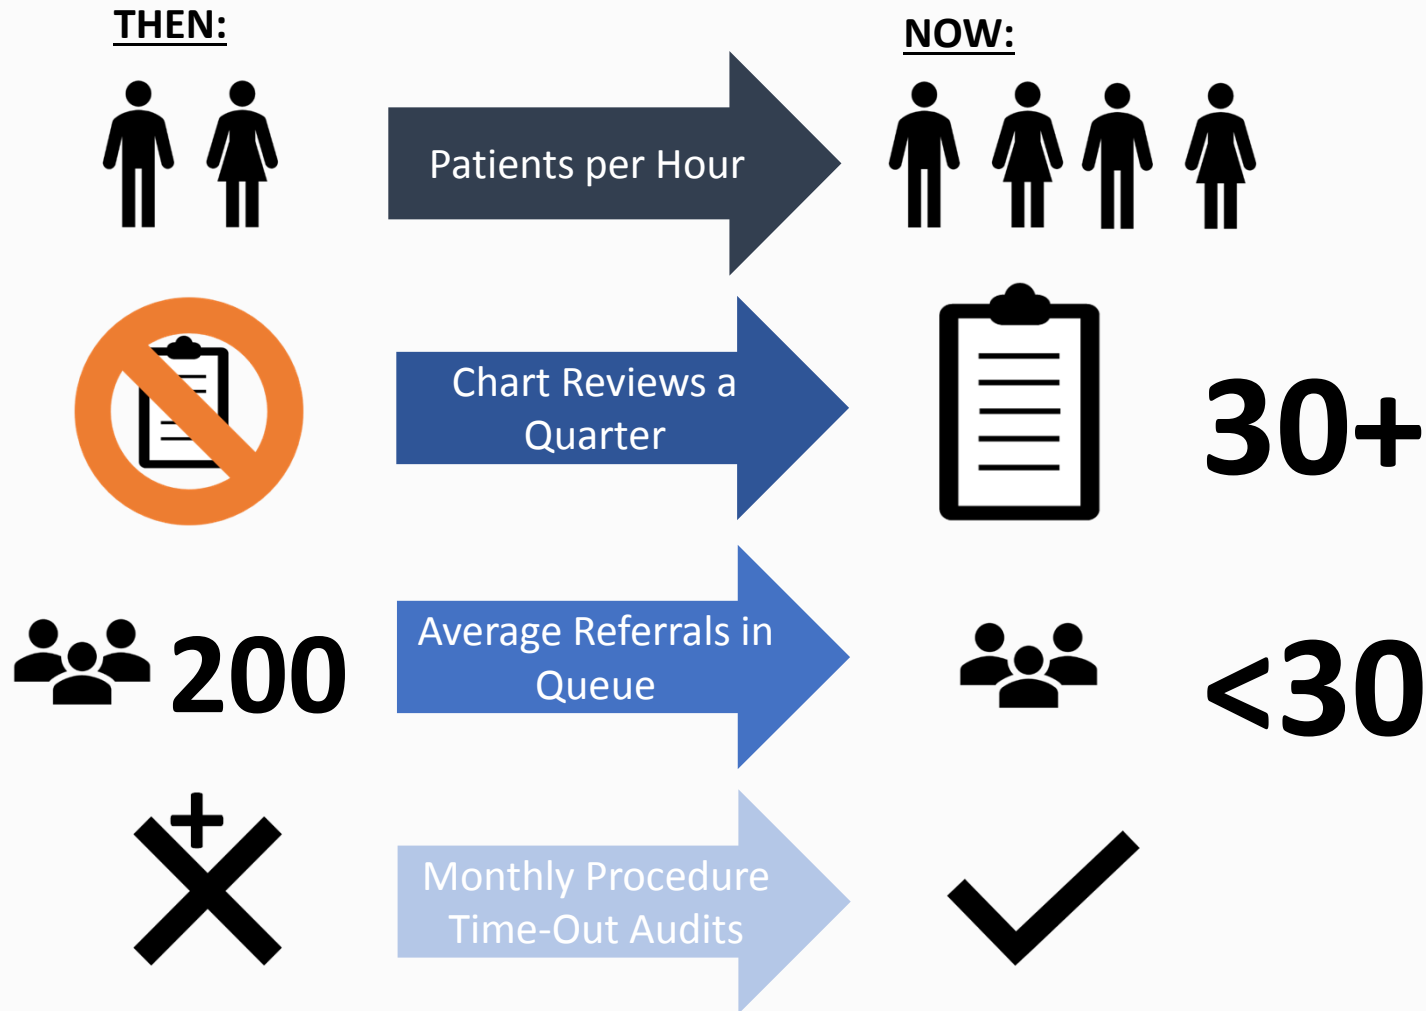 THEN:
NOW:
Patients per Hour
Chart Reviews a
Quarter
30+
200
Average Referrals in
Queue
<30
+
Monthly Procedure
Time-Out Audits